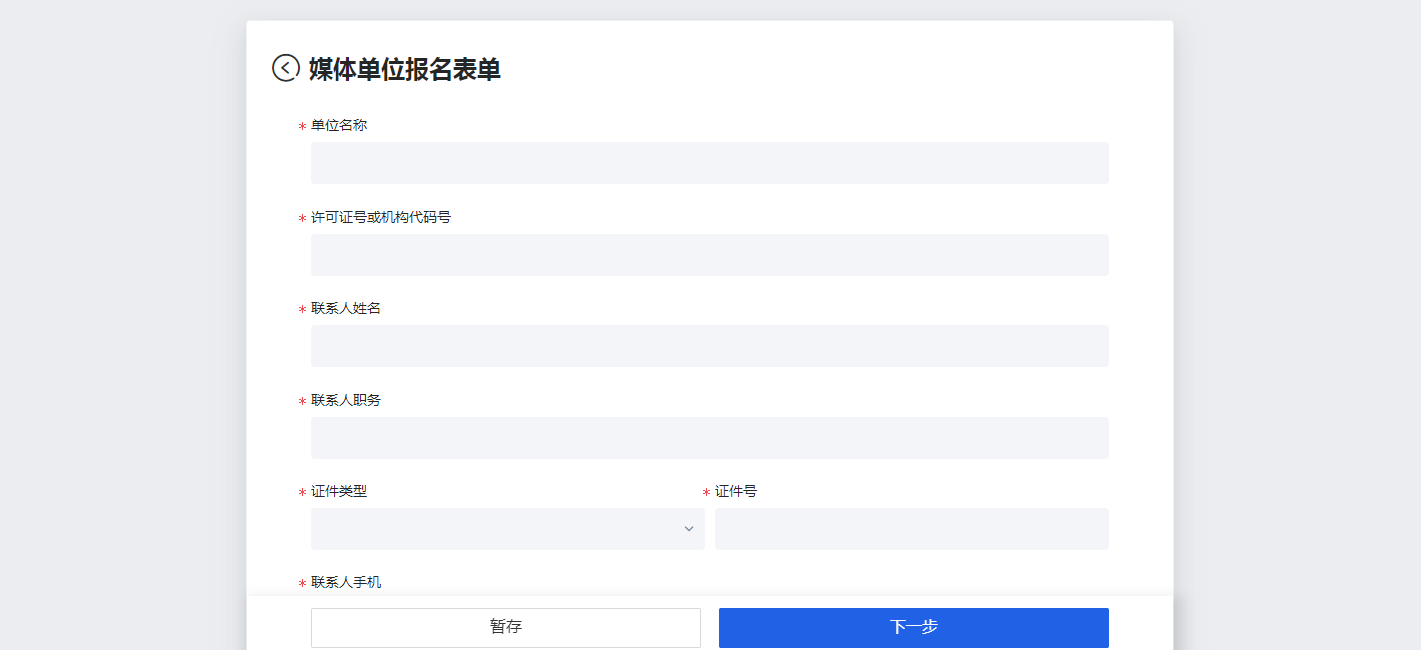 媒体单位报名表单
* 单位名称
* 许可证号或机构代码号
* 联系人姓名
* 联系人职务
* 证件类型 * 证件号
* 联系人手机
暂存 下一步